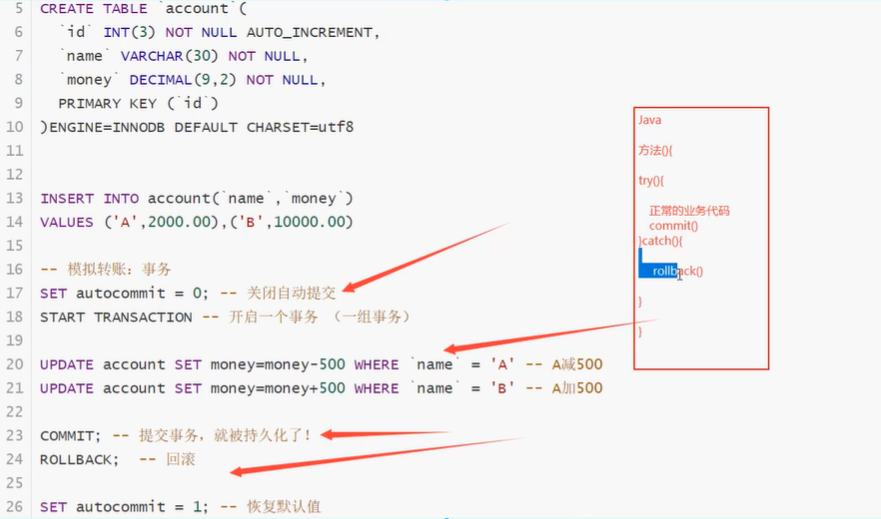 5 CREATE TABLE `account`(
6 `id` INT(3) NOT NULL AUTO_INCREMENT,
7 `name` VARCHAR(30) NOT NULL,
8 `money` DECIMAL(9,2) NOT NULL,
9 PRIMARY KEY (`id`)
10 )ENGINE=INNODB DEFAULT CHARSET=utf8
11
12
13 INSERT INTO account(`name`,`money`)
14 VALUES ('A',2000.00),('B',10000.00)
15
16 -- 模拟转账：事务
17 SET autocommit = 0; -- 关闭自动提交
18 START TRANSACTION -- 开启一个事务 （一组事务）
19
20 UPDATE account SET money=money-500 WHERE `name` = 'A' -- A减500
21 UPDATE account SET money=money+500 WHERE `name` = 'B' -- A加500
22
23 COMMIT; -- 提交事务，就被持久化了！
24 ROLLBACK; -- 回滚
25
26 SET autocommit = 1; -- 恢复默认值
Java
方法(){
try(){
正常的业务代码
commit()
}catch(){
rollback()
}
}